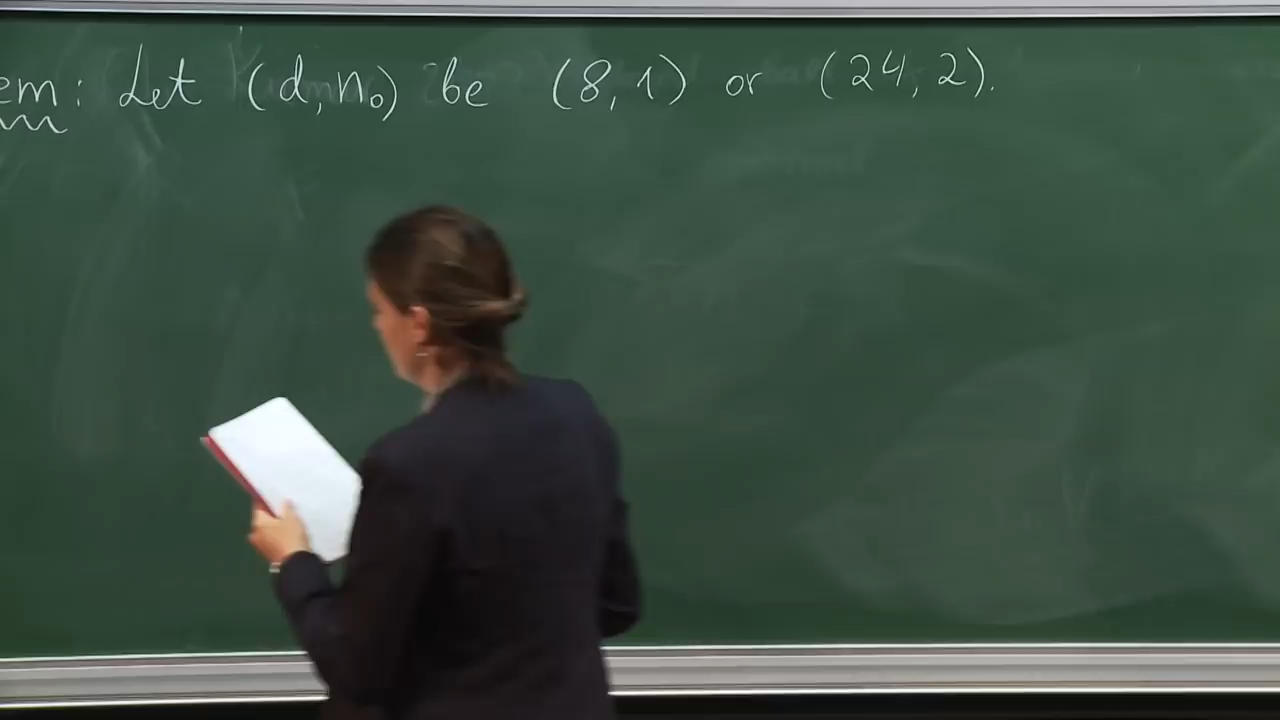 em: Let (d, n₀) be (8, 1) or (24, 2).